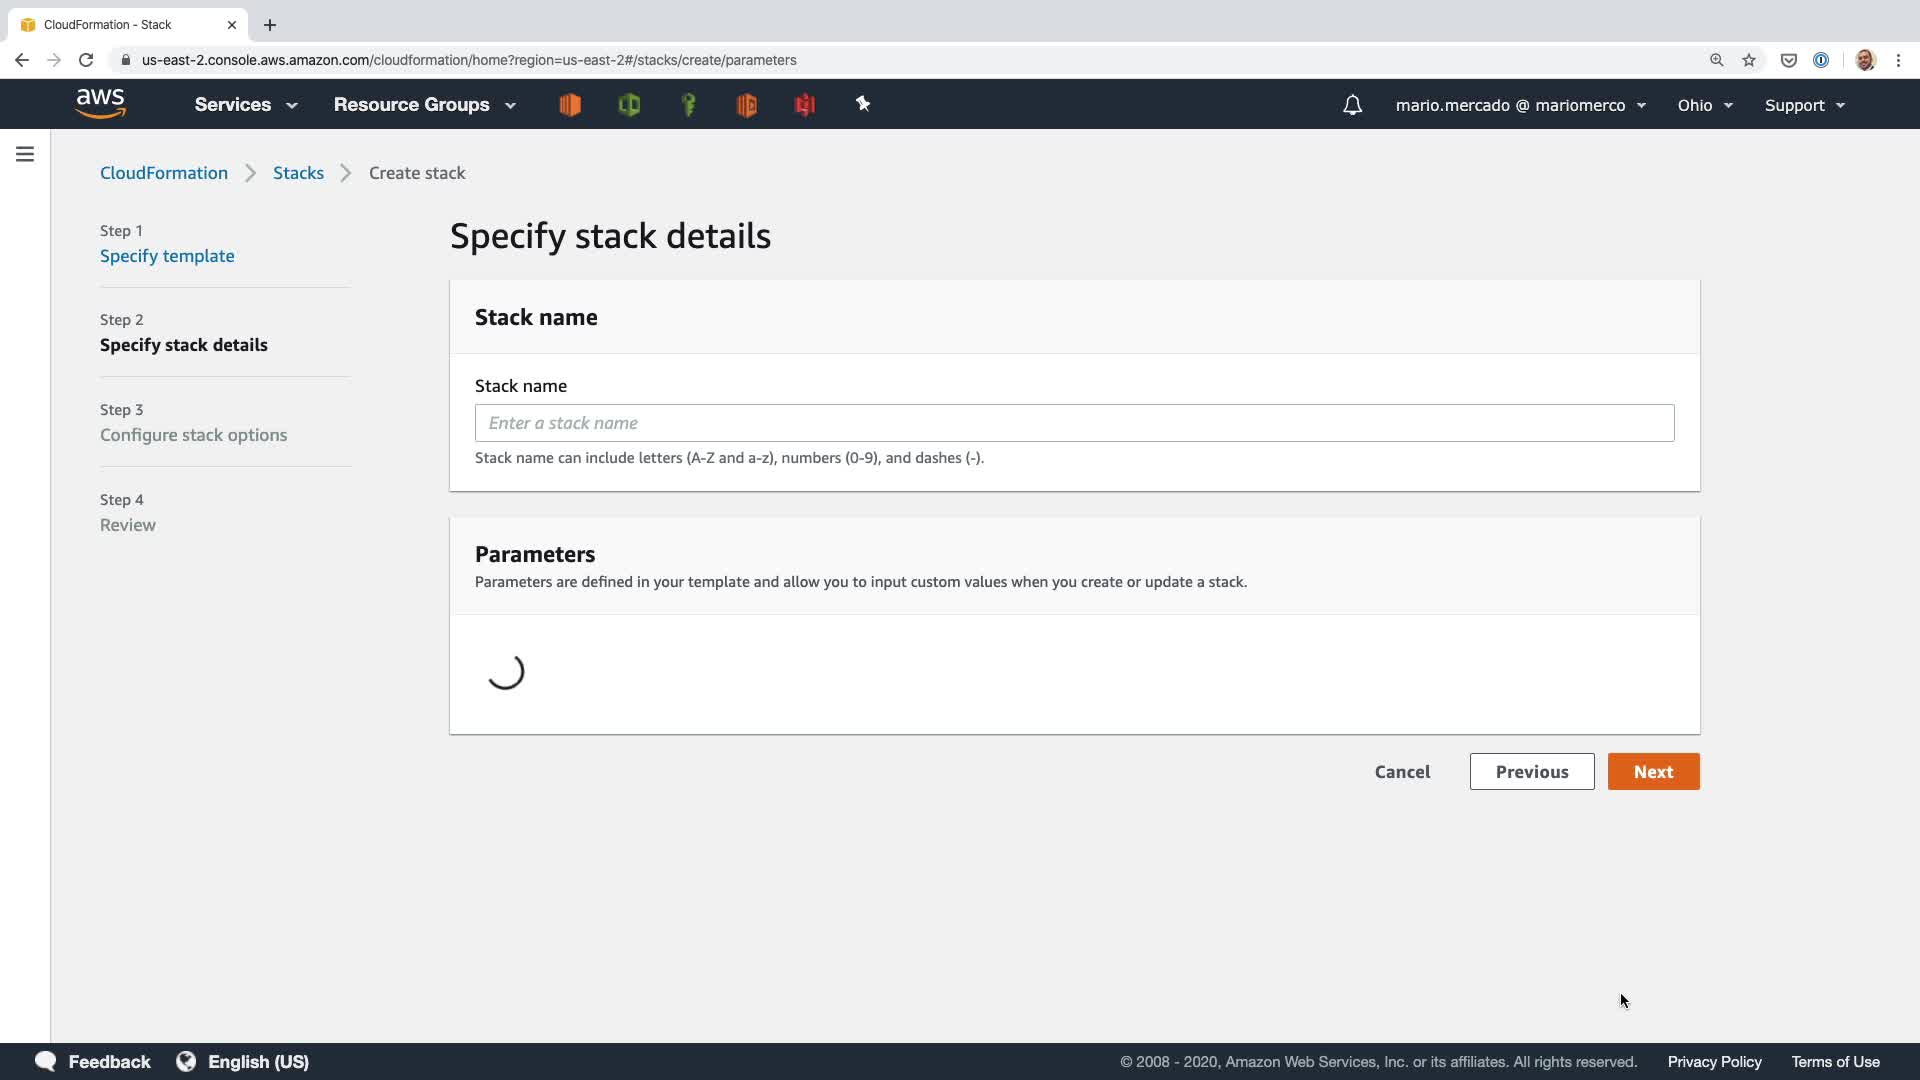 CloudFormation - Stack
us-east-2.console.aws.amazon.com/cloudformation/home?region=us-east-2#/stacks/create/parameters
aws
Services
Resource Groups
mario.mercado @ mariomerco
Ohio
Support
CloudFormation
Stacks
Create stack
Step 1
Specify template
Step 2
Specify stack details
Step 3
Configure stack options
Step 4
Review
Specify stack details
Stack name
Stack name
Enter a stack name
Stack name can include letters (A-Z and a-z), numbers (0-9), and dashes (-).
Parameters
Parameters are defined in your template and allow you to input custom values when you create or update a stack.
Cancel
Previous
Next
Feedback
English (US)
© 2008 - 2020, Amazon Web Services, Inc. or its affiliates. All rights reserved.
Privacy Policy
Terms of Use